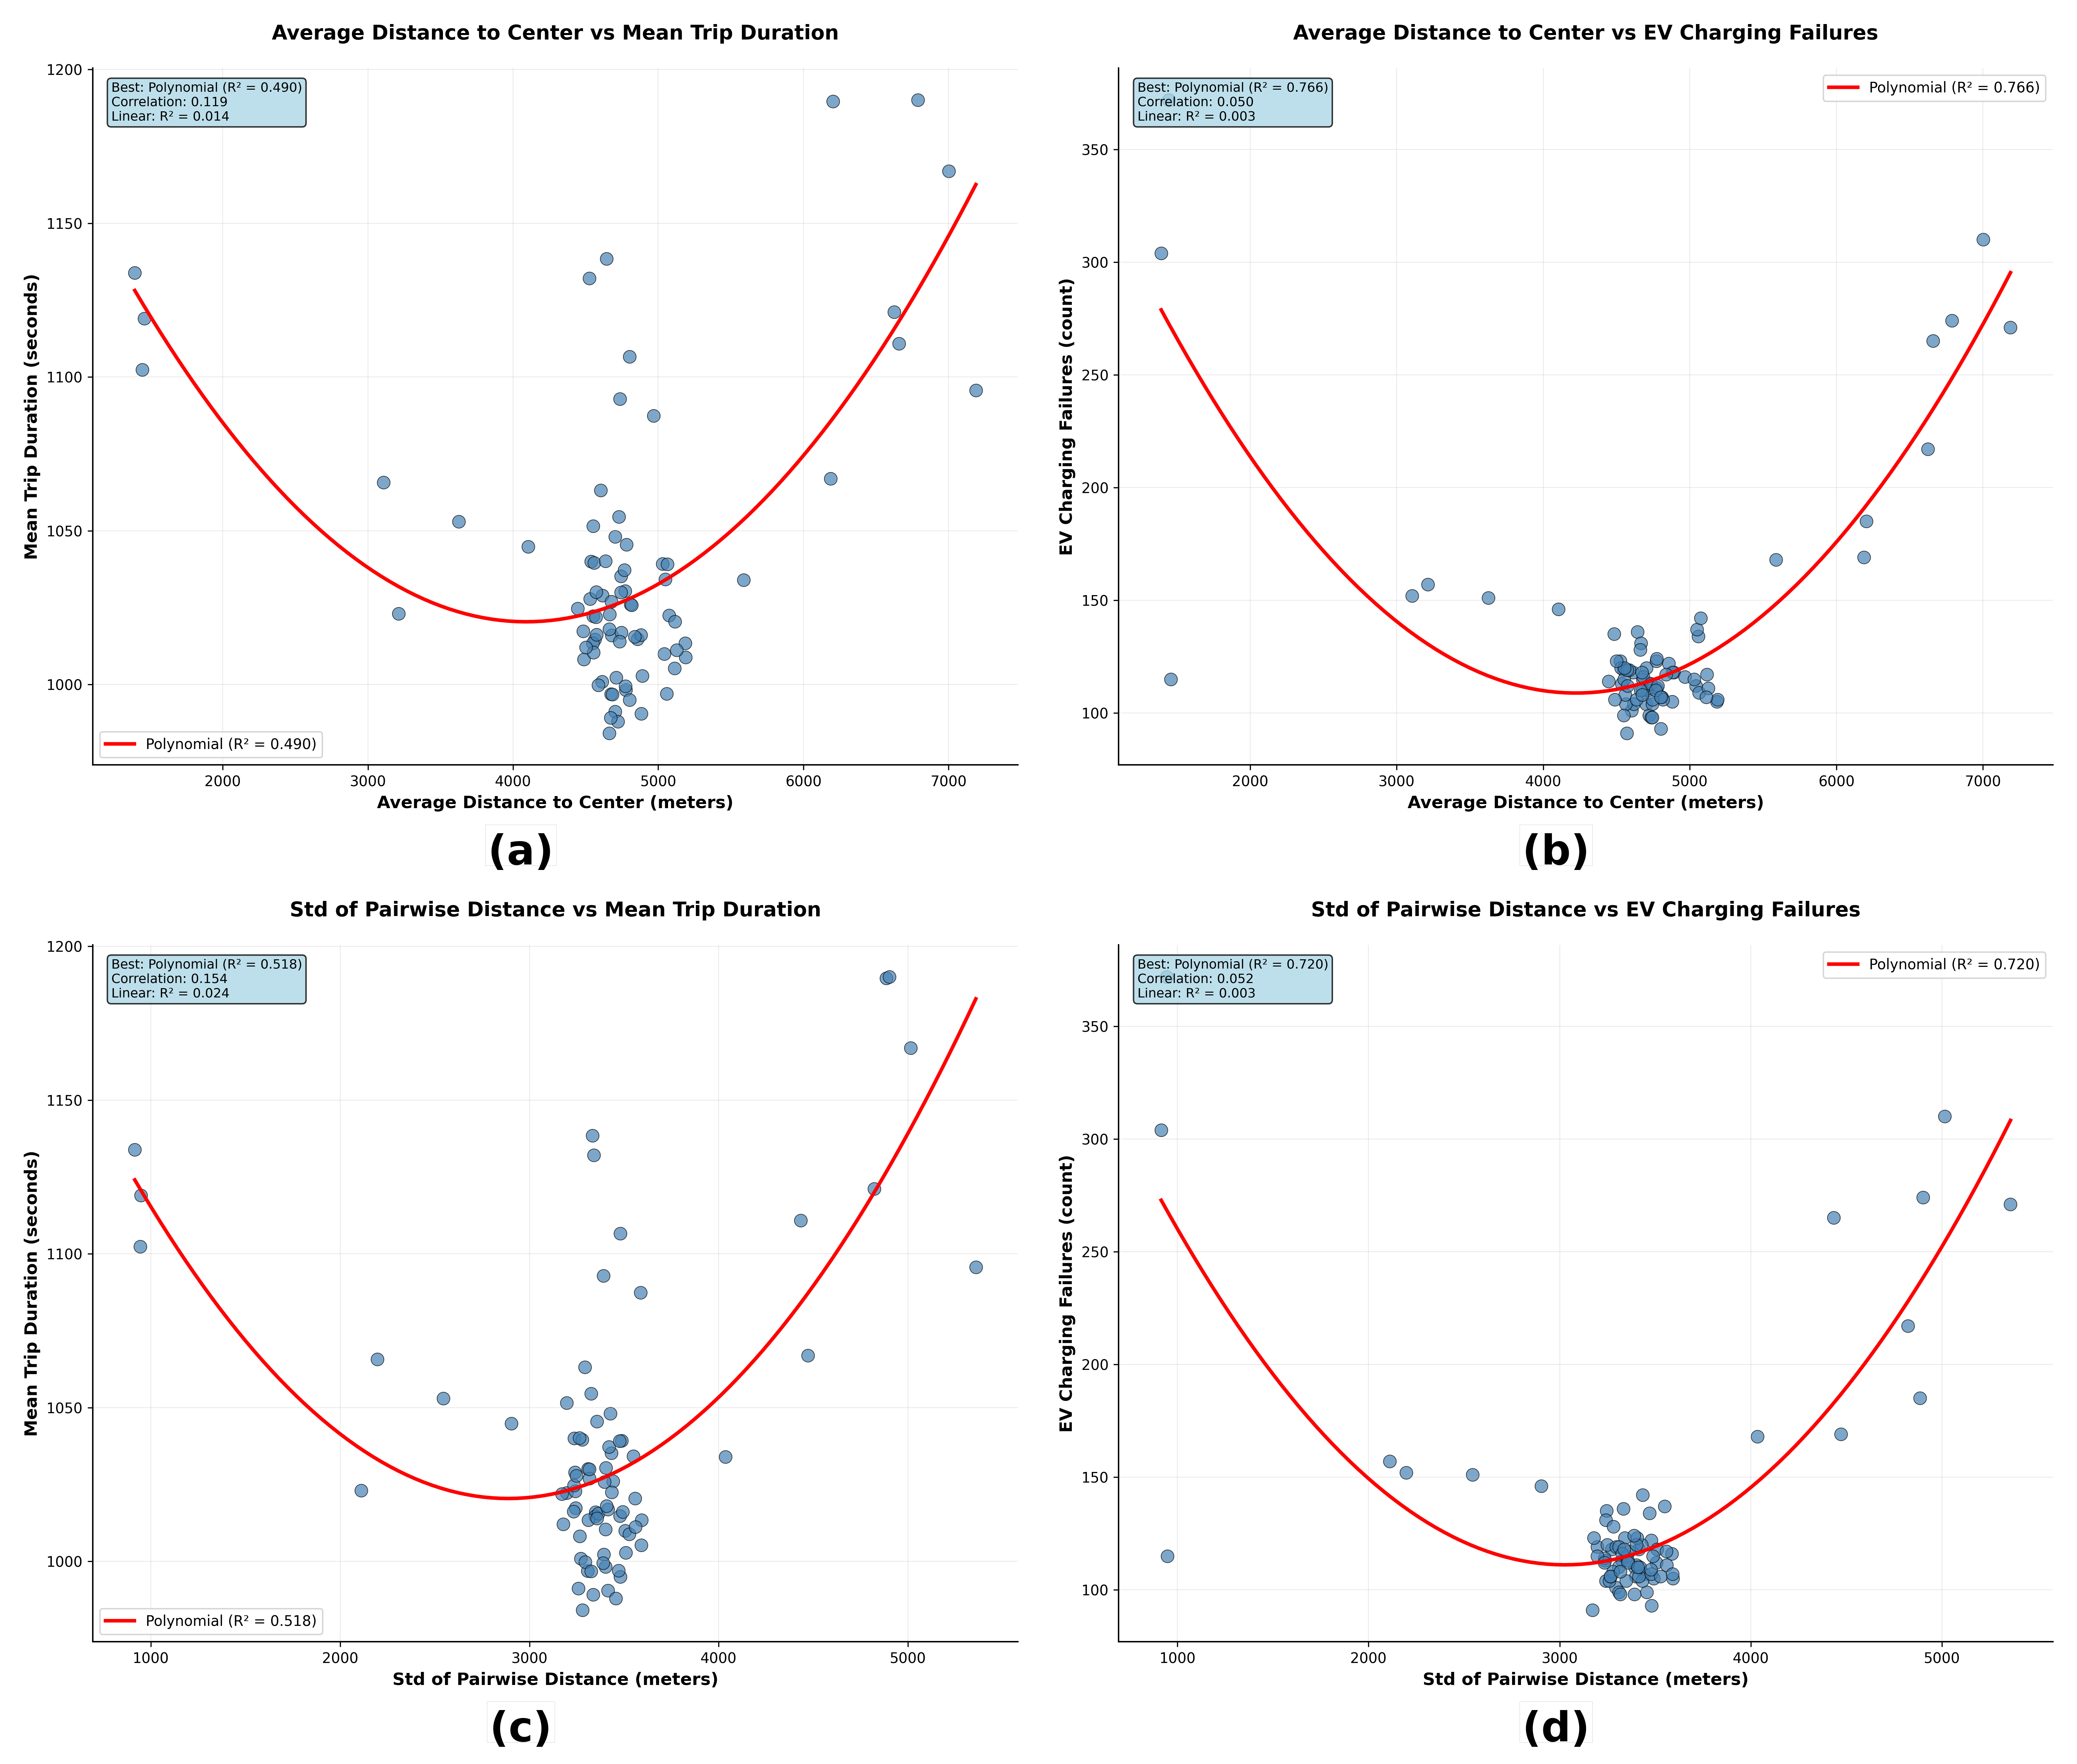 Average Distance to Center vs Mean Trip Duration
Best: Polynomial (R² = 0.490)
Correlation: 0.119
Linear: R² = 0.014
1200
1150
1100
1050
1000
Mean Trip Duration (seconds)
Polynomial (R² = 0.490)
2000 3000 4000 5000 6000 7000
Average Distance to Center (meters)
(a)
Average Distance to Center vs EV Charging Failures
Best: Polynomial (R² = 0.766)
Correlation: 0.050
Linear: R² = 0.003
Polynomial (R² = 0.766)
350
300
250
200
150
100
EV Charging Failures (count)
2000 3000 4000 5000 6000 7000
Average Distance to Center (meters)
(b)
Std of Pairwise Distance vs Mean Trip Duration
Best: Polynomial (R² = 0.518)
Correlation: 0.154
Linear: R² = 0.024
1200
1150
1100
1050
1000
Mean Trip Duration (seconds)
Polynomial (R² = 0.518)
1000 2000 3000 4000 5000
Std of Pairwise Distance (meters)
(c)
Std of Pairwise Distance vs EV Charging Failures
Best: Polynomial (R² = 0.720)
Correlation: 0.052
Linear: R² = 0.003
Polynomial (R² = 0.720)
350
300
250
200
150
100
EV Charging Failures (count)
1000 2000 3000 4000 5000
Std of Pairwise Distance (meters)
(d)